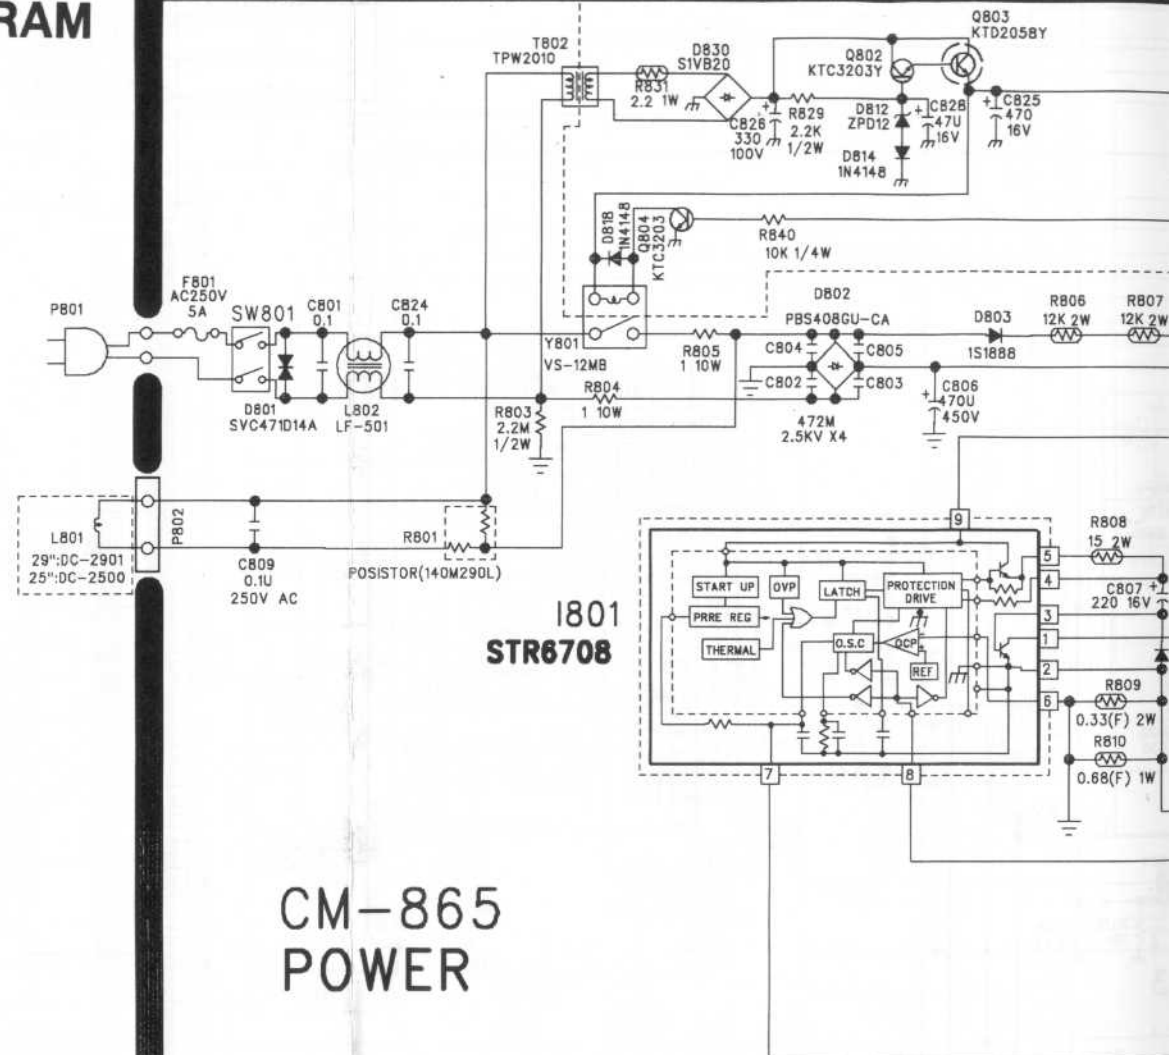 RAM
T802
TPW2010
R831
2.2 1W
D830
S1VB20
C826
330
100V
R829
2.2K
1/2W
Q802
KTC3203Y
Q803
KTD2058Y
D812
ZPD12
D814
1N4148
C828
47U
16V
C825
470
16V
D818
1N4148
Q804
KTC3203
R840
10K 1/4W
P801
F801
AC250V
5A
SW801
C801
0.1
C824
0.1
D801
SVC471D14A
L802
LF-501
Y801
VS-12MB
R805
1 10W
R804
1 10W
R803
2.2M
1/2W
D802
PBS408GU-CA
C804
C805
C802
C803
472M
2.5KV X4
D803
1S1888
R806
12K 2W
R807
12K 2W
C806
470U
450V
L801
29":DC-2901
25":DC-2500
P802
C809
0.1U
250V AC
R801
POSISTOR(140M290L)
I801
STR6708
START UP
OVP
LATCH
PROTECTION
DRIVE
PRRE REG
THERMAL
O.S.C
OCP
REF
9
5
4
3
1
2
6
7
8
R808
15 2W
C807
220 16V
R809
0.33(F) 2W
R810
0.68(F) 1W
CM-865
POWER